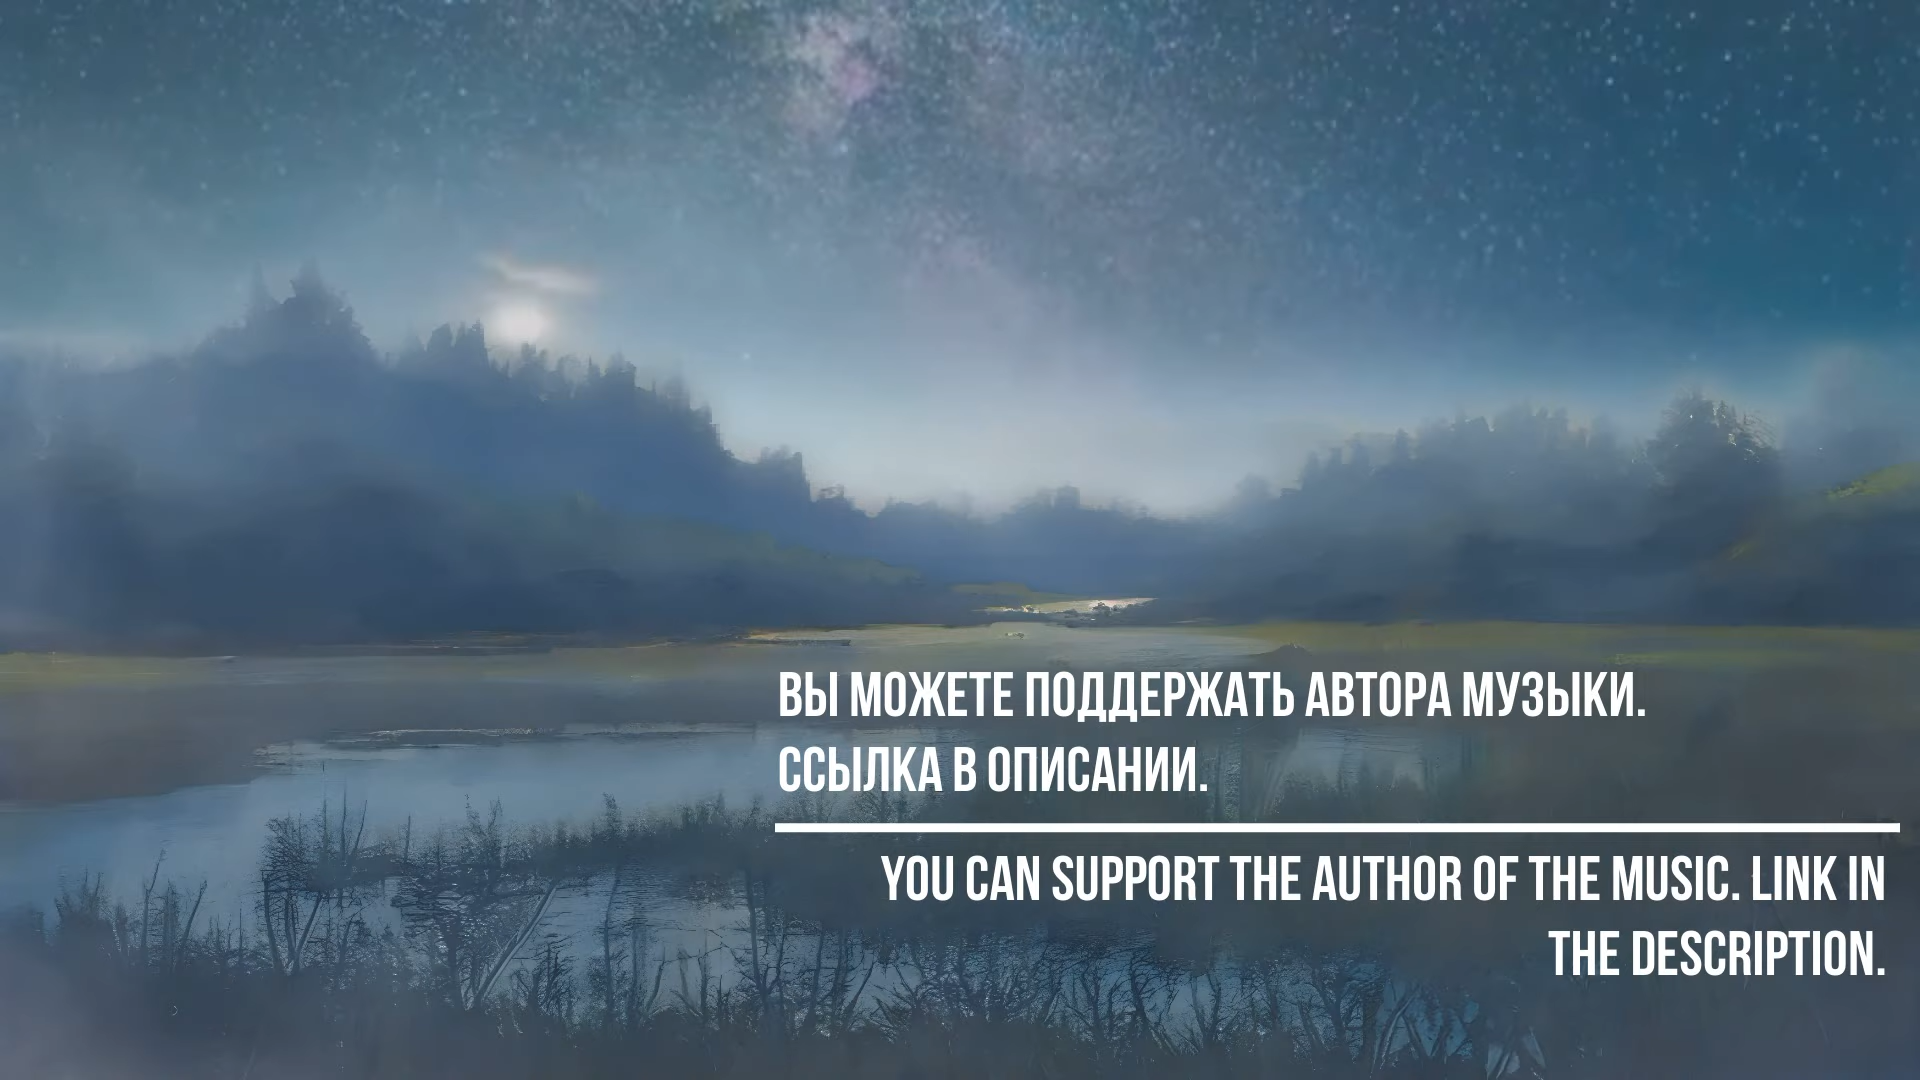 ВЫ МОЖЕТЕ ПОДДЕРЖАТЬ АВТОРА МУЗЫКИ.
ССЫЛКА В ОПИСАНИИ.
YOU CAN SUPPORT THE AUTHOR OF THE MUSIC. LINK IN
THE DESCRIPTION.